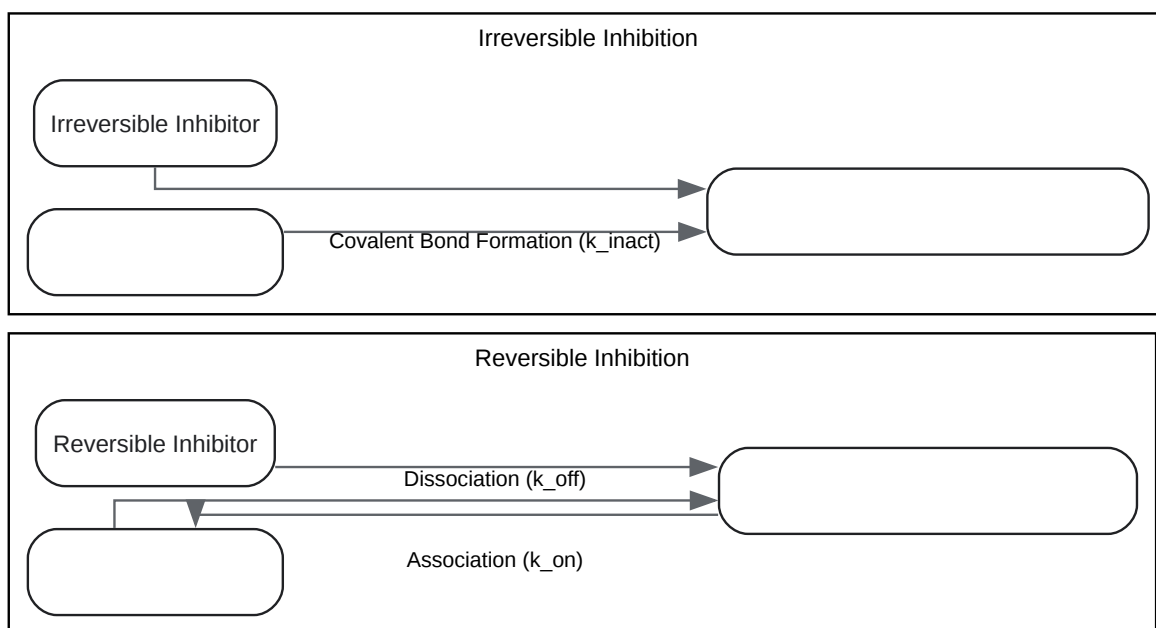 Irreversible Inhibition
Irreversible Inhibitor
Covalent Bond Formation (k_inact)
Reversible Inhibition
Reversible Inhibitor
Dissociation (k_off)
Association (k_on)